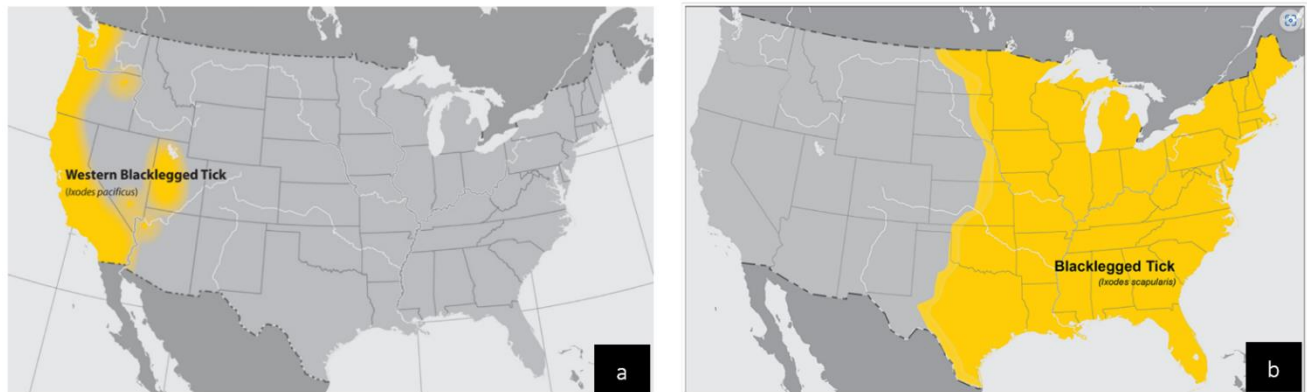 Western Blacklegged Tick
(Ixodes pacificus)
a
Blacklegged Tick
(Ixodes scapularis)
b